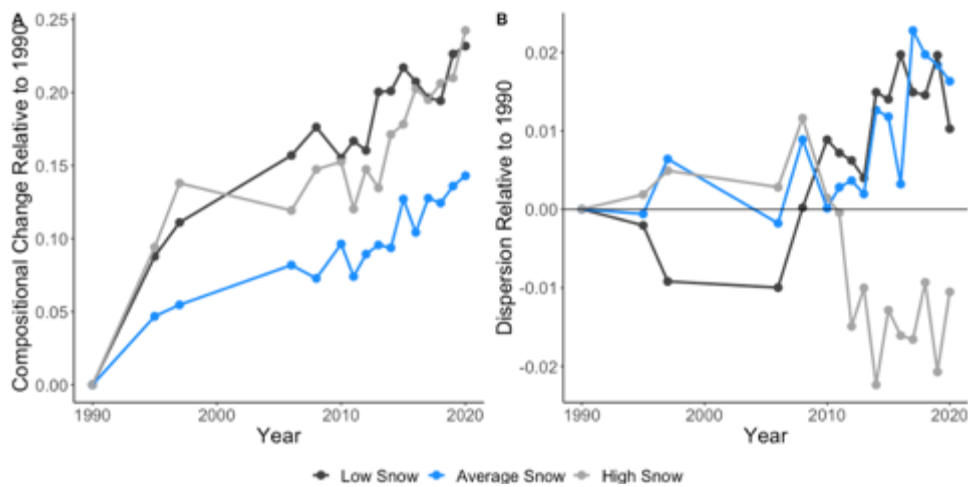 A
Compositional Change Relative to 1990
0.25
0.20
0.15
0.10
0.05
0.00
1990
2000
2010
2020
Year
B
Dispersion Relative to 1990
0.02
0.01
0.00
-0.01
-0.02
1990
2000
2010
2020
Year
Low Snow Average Snow High Snow